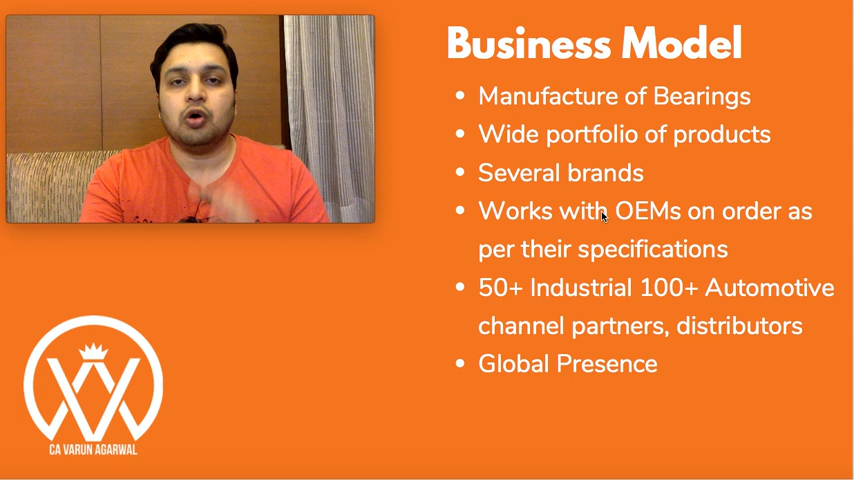 Business Model
• Manufacture of Bearings
• Wide portfolio of products
• Several brands
• Works with OEMs on order as
per their specifications
• 50+ Industrial 100+ Automotive
channel partners, distributors
• Global Presence
CA VARUN AGARWAL